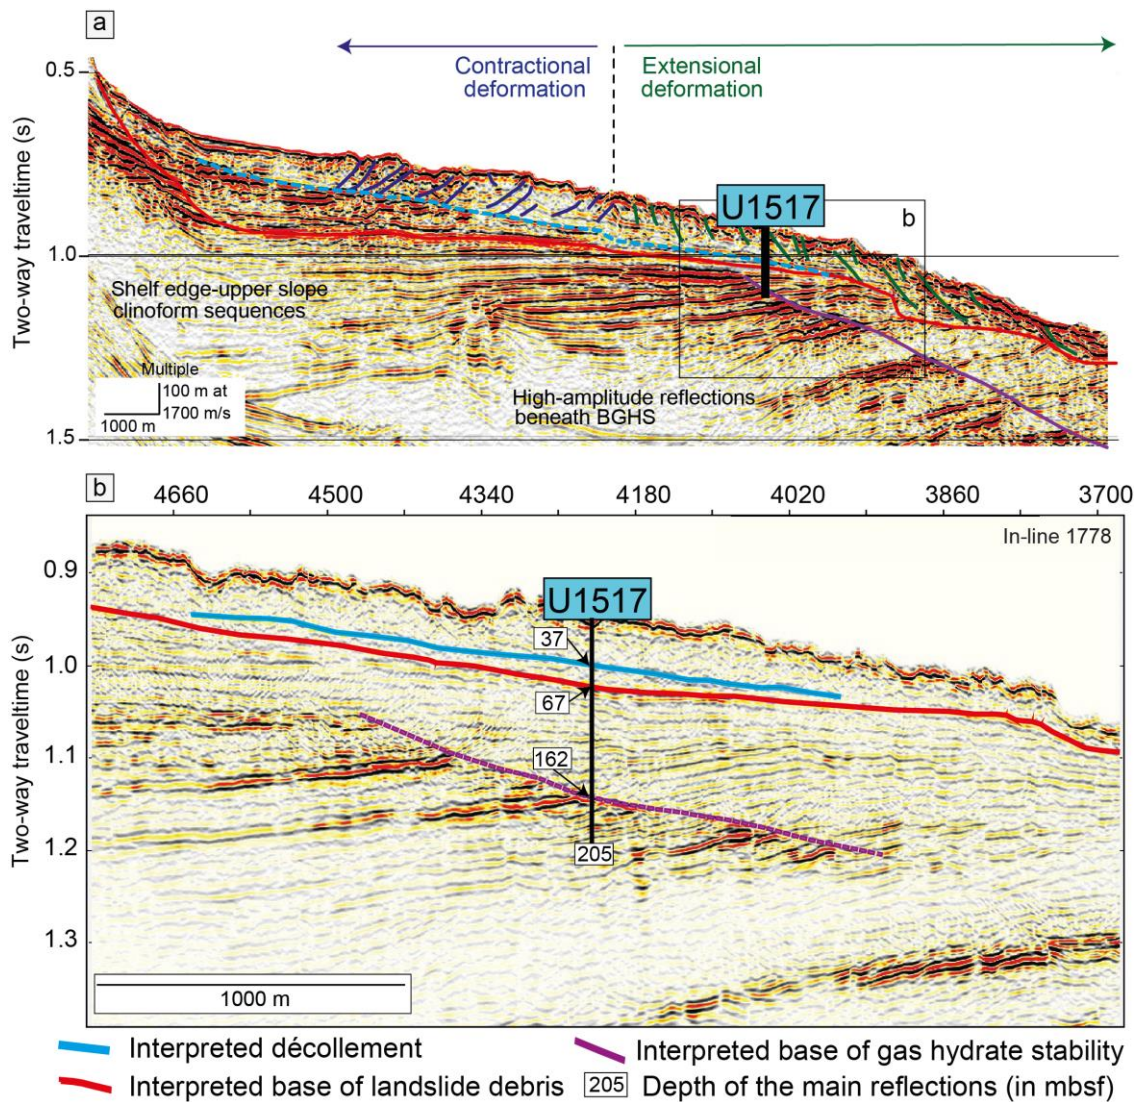 a
Contractional
deformation
Extensional
deformation
0.5
Two-way traveltime (s)
U1517
b
1.0
Shelf edge-upper slope
clinoform sequences
Multiple
100 m at
1700 m/s
1000 m
High-amplitude reflections
beneath BGHS
1.5
b
4660 4500 4340 4180 4020 3860 3700
In-line 1778
0.9
U1517
37
1.0
67
Two-way traveltime (s)
1.1
162
1.2
205
1.3
1000 m
Interpreted décollement
Interpreted base of gas hydrate stability
Interpreted base of landslide debris
205 Depth of the main reflections (in mbsf)